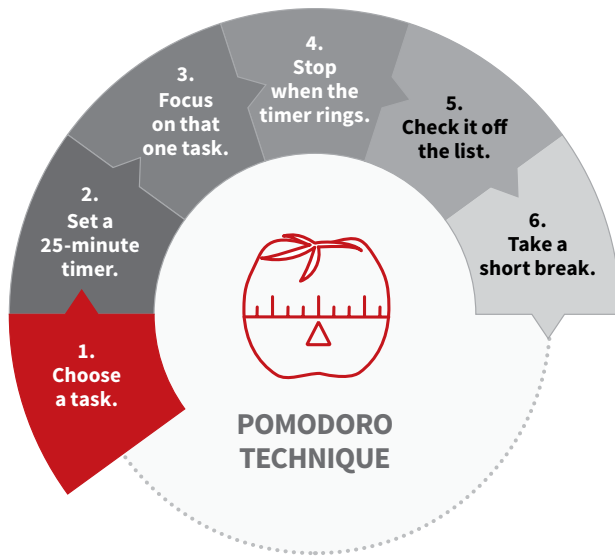 1.
Choose
a task.
2.
Set a
25-minute
timer.
3.
Focus
on that
one task.
4.
Stop
when the
timer rings.
5.
Check it off
the list.
6.
Take a
short break.
POMODORO
TECHNIQUE